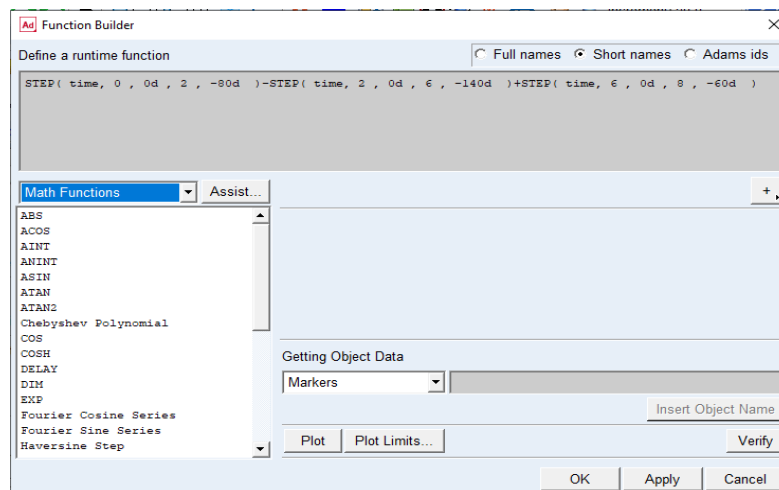 Ad Function Builder
Define a runtime function
Full names Short names Adams ids
STEP( time, 0 , 0d , 2 , -80d )-STEP( time, 2 , 0d , 6 , -140d )+STEP( time, 6 , 0d , 8 , -60d )
Math Functions
Assist...
+
ABS
ACOS
AINT
ANINT
ASIN
ATAN
ATAN2
Chebyshev Polynomial
COS
COSH
DELAY
DIM
EXP
Fourier Cosine Series
Fourier Sine Series
Haversine Step
Getting Object Data
Markers
Insert Object Name
Plot
Plot Limits...
Verify
OK
Apply
Cancel